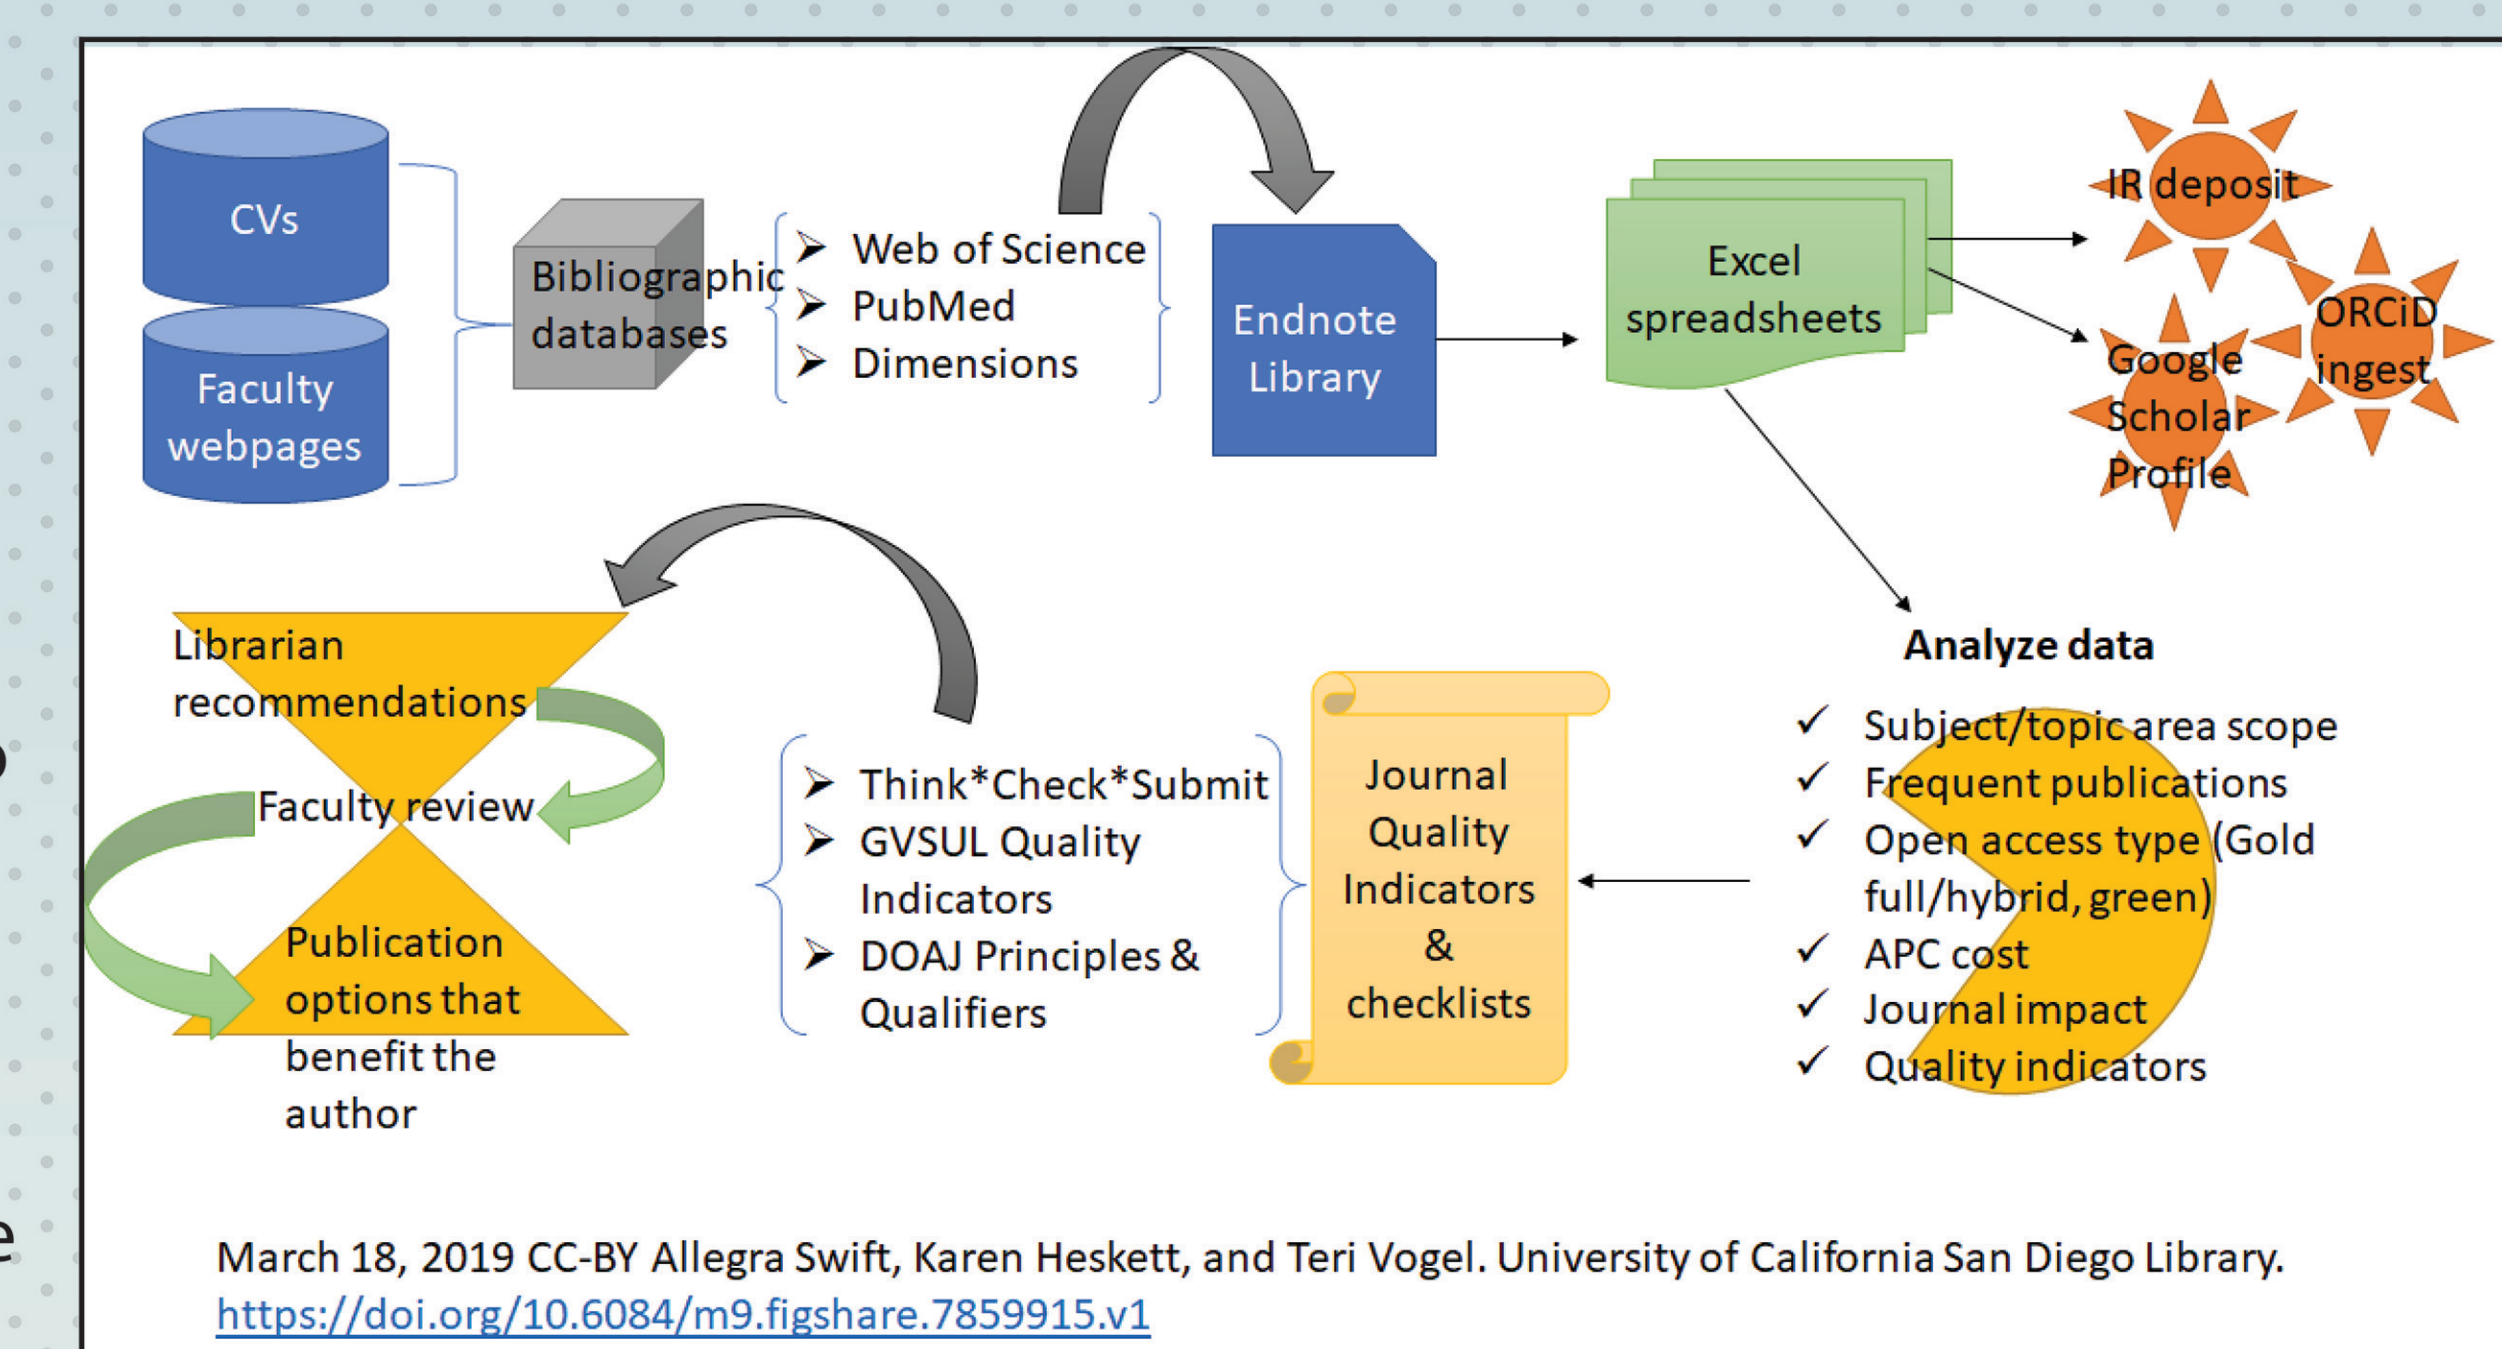 CVs
Faculty
webpages
Bibliographic
databases
Web of Science
PubMed
Dimensions
Endnote
Library
Excel
spreadsheets
IR deposit
ORCiD
ingest
Google
Scholar
Profile
Analyze data
Subject/topic area scope
Frequent publications
Open access type (Gold
full/hybrid, green)
APC cost
Journal impact
Quality indicators
Journal
Quality
Indicators
&
checklists
Think*Check*Submit
GVSUL Quality
Indicators
DOAJ Principles &
Qualifiers
Librarian
recommendations
Faculty review
Publication
options that
benefit the
author
March 18, 2019 CC-BY Allegra Swift, Karen Heskett, and Teri Vogel. University of California San Diego Library.
https://doi.org/10.6084/m9.figshare.7859915.v1